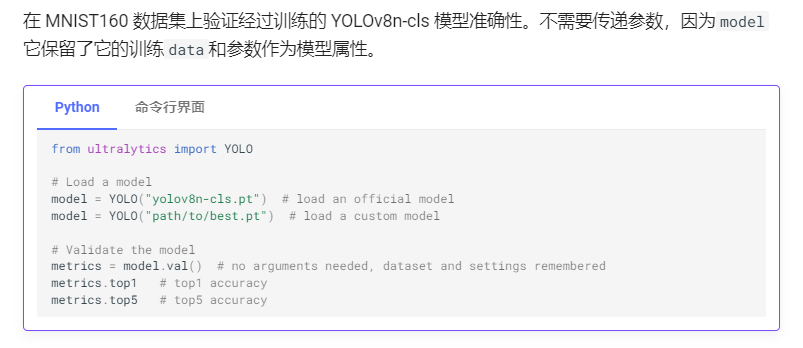 在 MNIST160 数据集上验证经过训练的 YOLOv8n-cls 模型准确性。不需要传递参数，因为 model
它保留了它的训练 data 和参数作为模型属性。
Python 命令行界面
from ultralytics import YOLO
# Load a model
model = YOLO("yolov8n-cls.pt")  # load an official model
model = YOLO("path/to/best.pt")  # load a custom model
# Validate the model
metrics = model.val()  # no arguments needed, dataset and settings remembered
metrics.top1   # top1 accuracy
metrics.top5   # top5 accuracy